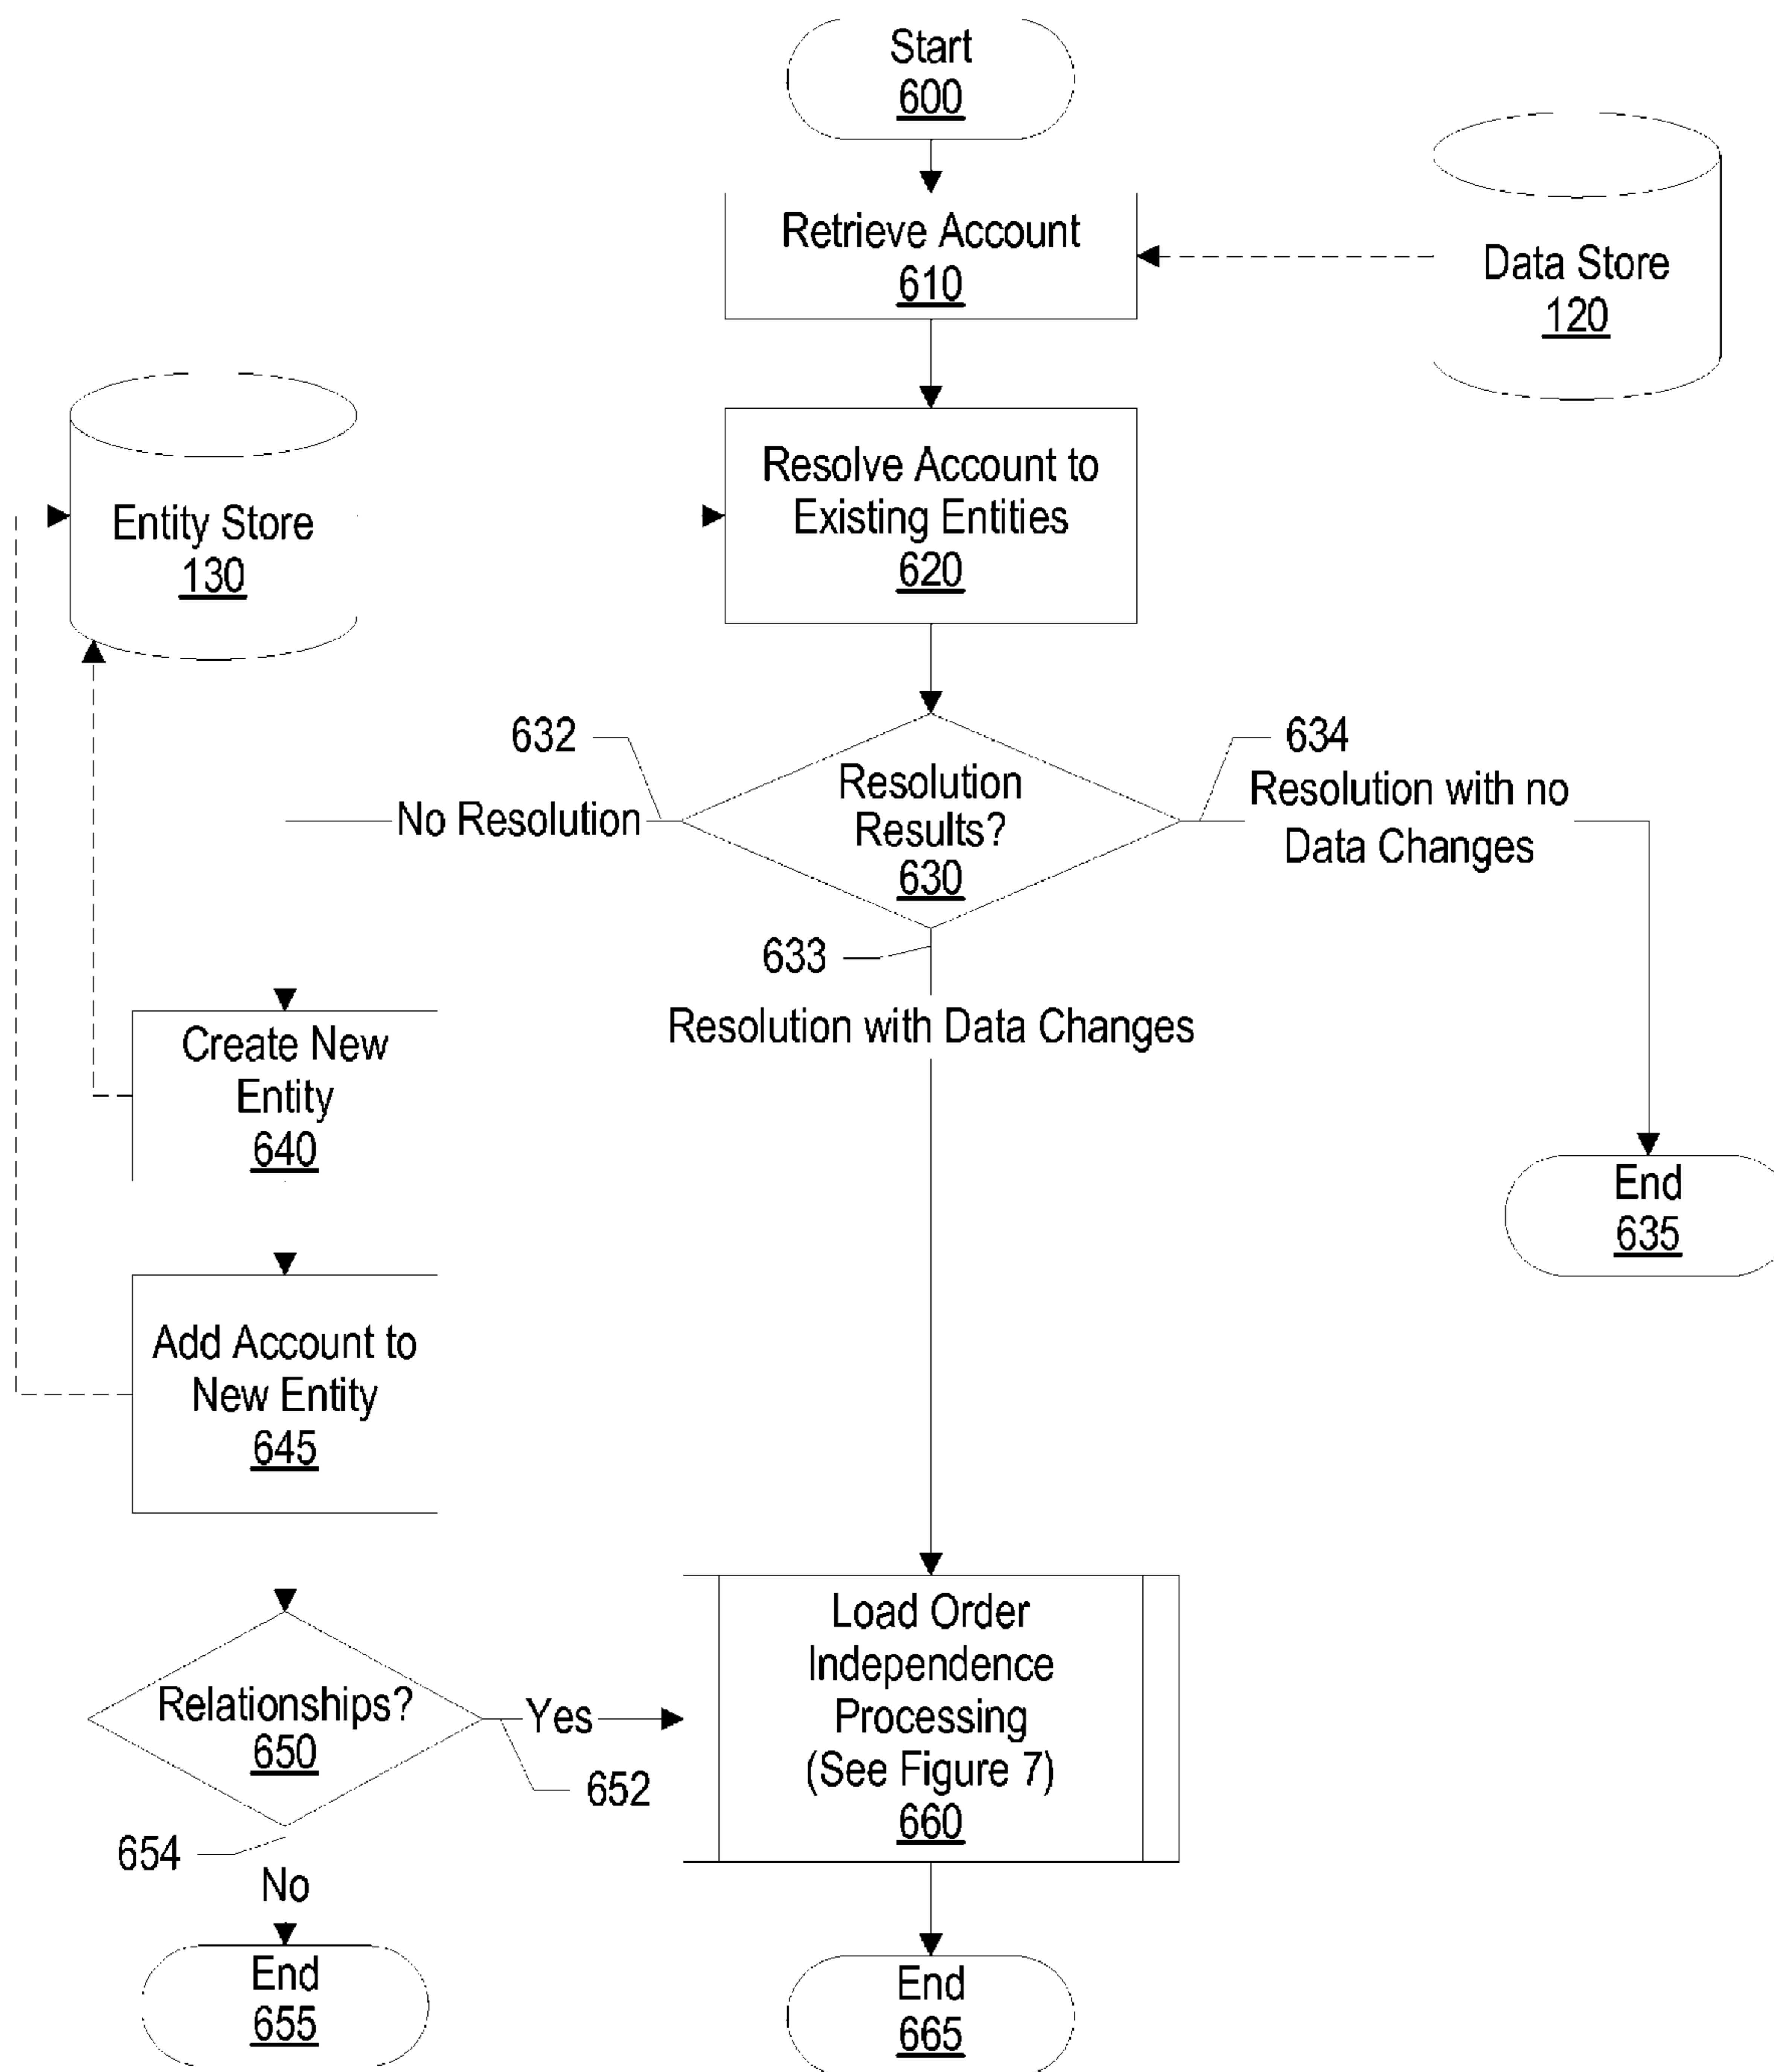 Start
600
Retrieve Account
610
Data Store
120
Entity Store
130
Resolve Account to
Existing Entities
620
632
634
Resolution
Results?
630
No Resolution
Resolution with no
Data Changes
633
Resolution with Data Changes
Create New
Entity
640
End
635
Add Account to
New Entity
645
Relationships?
650
Yes
652
654
No
Load Order
Independence
Processing
(See Figure 7)
660
End
655
End
665